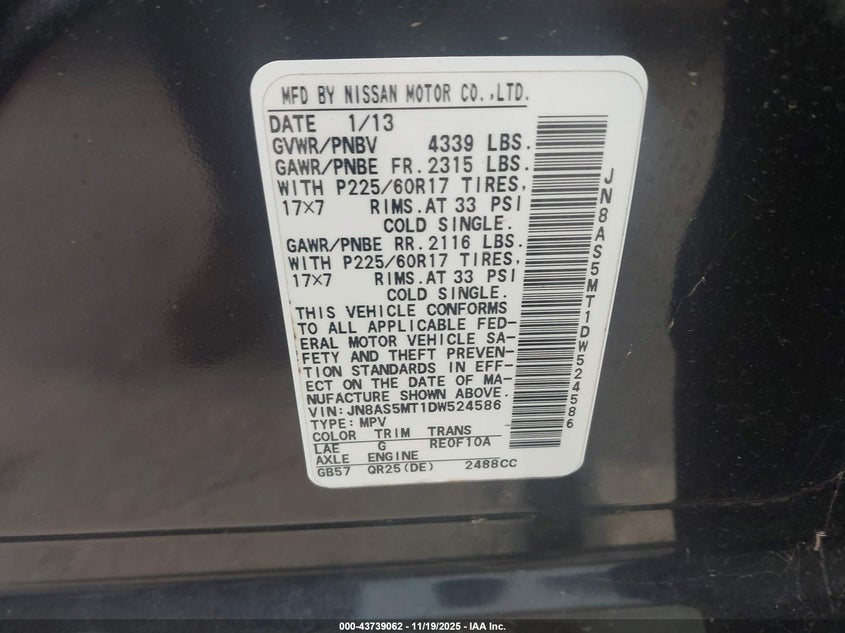 MFD BY NISSAN MOTOR CO.,LTD.
DATE 1/13
GVWR/PNBV 4339 LBS.
GAWR/PNBE FR.2315 LBS.
WITH P225/60R17 TIRES,
17×7 RIMS.AT 33 PSI
COLD SINGLE.
GAWR/PNBE RR.2116 LBS.
WITH P225/60R17 TIRES,
17×7 RIMS.AT 33 PSI
COLD SINGLE.
THIS VEHICLE CONFORMS
TO ALL APPLICABLE FED-
ERAL MOTOR VEHICLE SA-
FETY AND THEFT PREVEN-
TION STANDARDS IN EFF-
ECT ON THE DATE OF MA-
NUFACTURE SHOWN ABOVE.
VIN:JN8AS5MT1DW524586
TYPE:MPV
COLOR TRIM TRANS
LAE G RE0F10A
AXLE ENGINE
GB57 QR25(DE) 2488CC
JN8AS5MT1DW524586
000-43739062 - 11/19/2025 - IAA Inc.